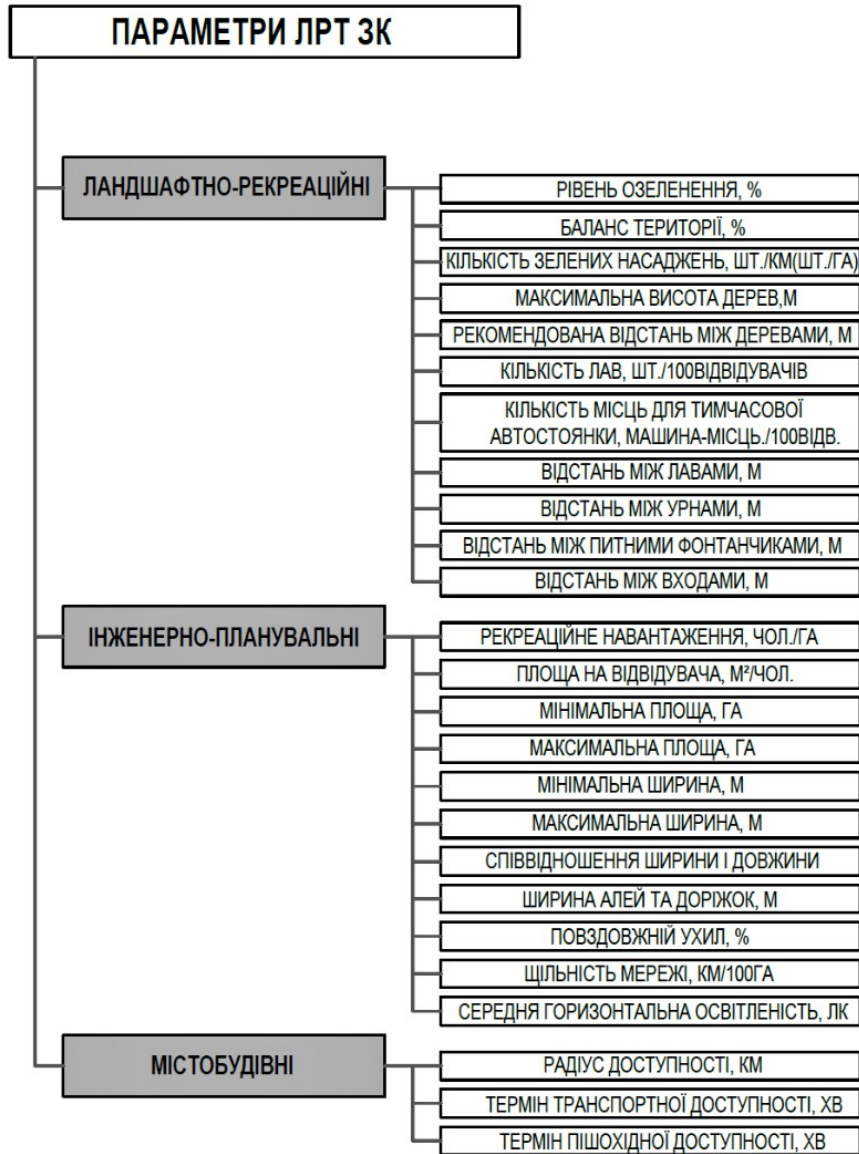 ПАРАМЕТРИ ЛРТ ЗК
ЛАНДШАФТНО-РЕКРЕАЦІЙНІ
РІВЕНЬ ОЗЕЛЕНЕННЯ, %
БАЛАНС ТЕРИТОРІЇ, %
КІЛЬКІСТЬ ЗЕЛЕНИХ НАСАДЖЕНЬ, ШТ./КМ(ШТ./ГА)
МАКСИМАЛЬНА ВИСОТА ДЕРЕВ,М
РЕКОМЕНДОВАНА ВІДСТАНЬ МІЖ ДЕРЕВАМИ, М
КІЛЬКІСТЬ ЛАВ, ШТ./100ВІДВІДУВАЧІВ
КІЛЬКІСТЬ МІСЦЬ ДЛЯ ТИМЧАСОВОЇ
АВТОСТОЯНКИ, МАШИНА-МІСЦЬ./100ВІДВ.
ВІДСТАНЬ МІЖ ЛАВАМИ, М
ВІДСТАНЬ МІЖ УРНАМИ, М
ВІДСТАНЬ МІЖ ПИТНИМИ ФОНТАНЧИКАМИ, М
ВІДСТАНЬ МІЖ ВХОДАМИ, М
ІНЖЕНЕРНО-ПЛАНУВАЛЬНІ
РЕКРЕАЦІЙНЕ НАВАНТАЖЕННЯ, ЧОЛ./ГА
ПЛОЩА НА ВІДВІДУВАЧА, М²/ЧОЛ.
МІНІМАЛЬНА ПЛОЩА, ГА
МАКСИМАЛЬНА ПЛОЩА, ГА
МІНІМАЛЬНА ШИРИНА, М
МАКСИМАЛЬНА ШИРИНА, М
СПІВВІДНОШЕННЯ ШИРИНИ І ДОВЖИНИ
ШИРИНА АЛЕЙ ТА ДОРІЖОК, М
ПОВЗДОВЖНІЙ УХИЛ, %
ЩІЛЬНІСТЬ МЕРЕЖІ, КМ/100ГА
СЕРЕДНЯ ГОРИЗОНТАЛЬНА ОСВІТЛЕНІСТЬ, ЛК
МІСТОБУДІВНІ
РАДІУС ДОСТУПНОСТІ, КМ
ТЕРМІН ТРАНСПОРТНОЇ ДОСТУПНОСТІ, ХВ
ТЕРМІН ПІШОХІДНОЇ ДОСТУПНОСТІ, ХВ